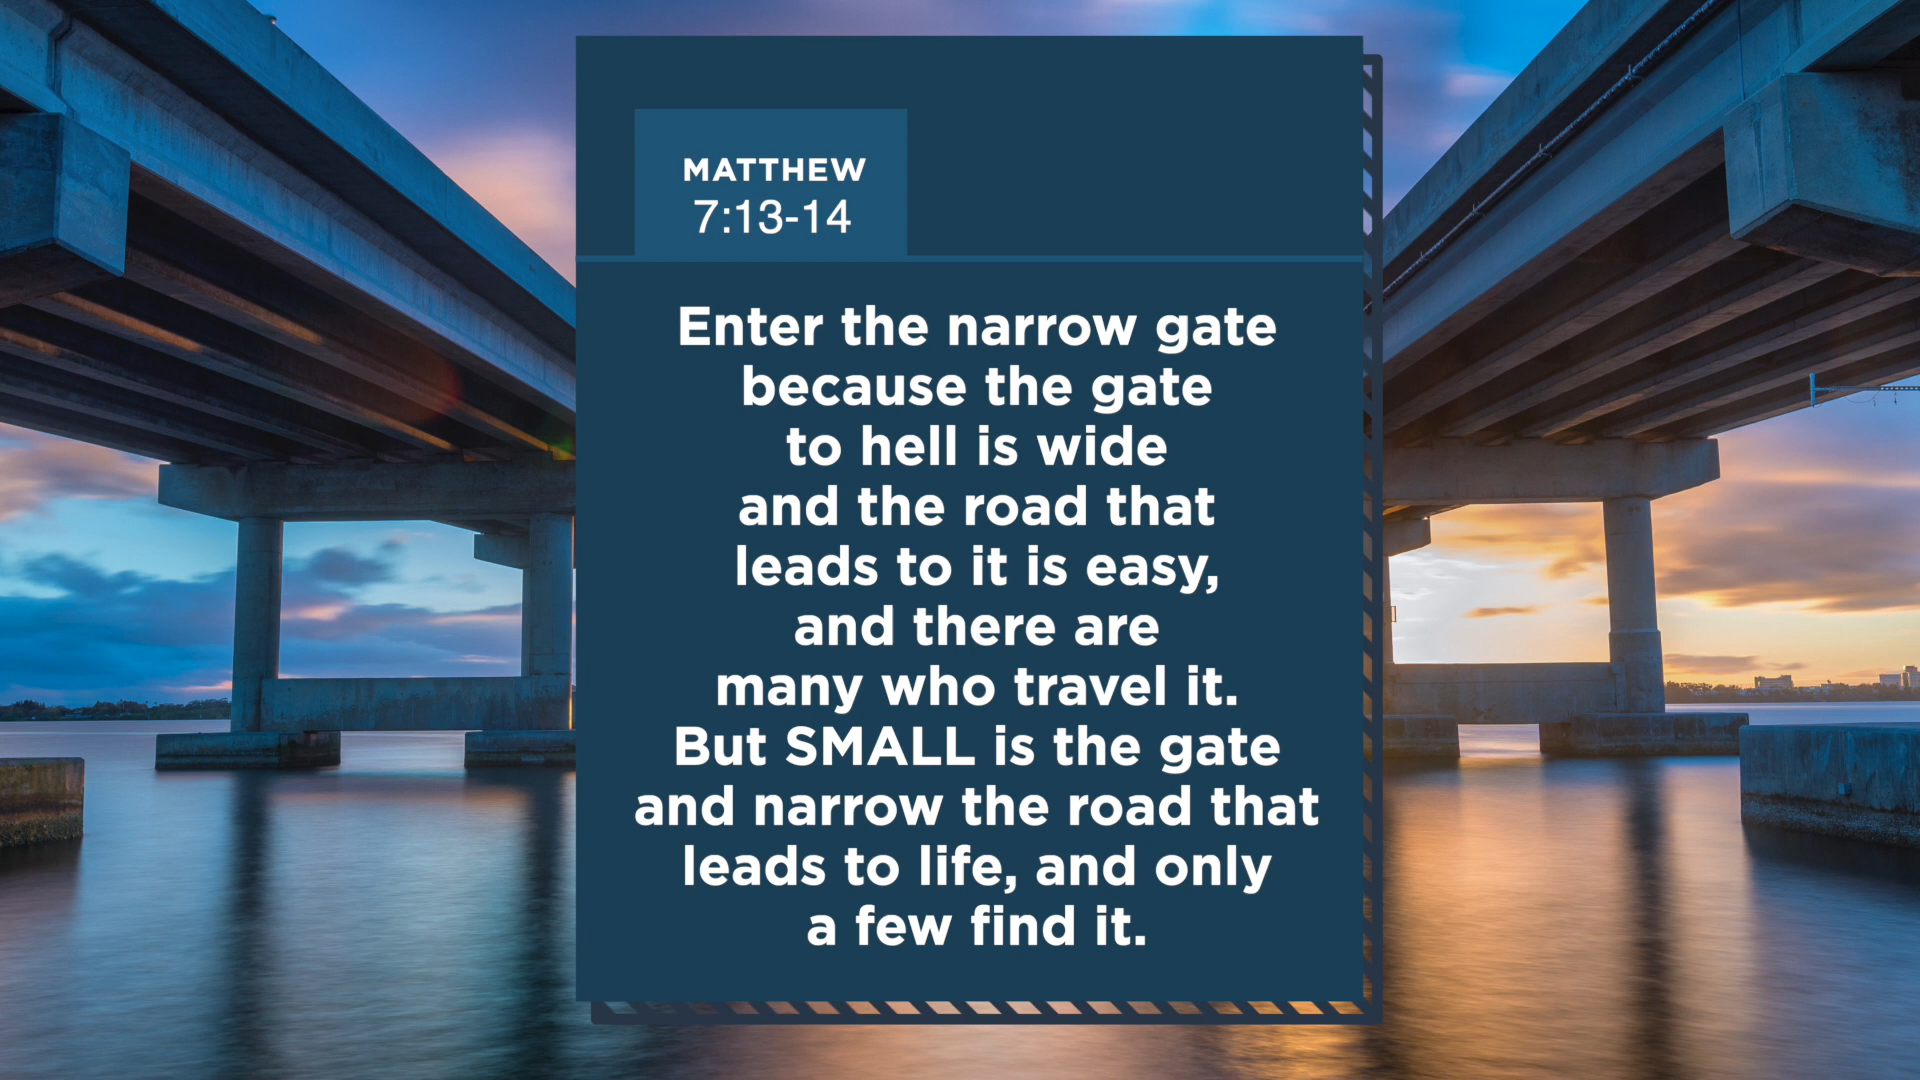 MATTHEW
7:13-14
Enter the narrow gate
because the gate
to hell is wide
and the road that
leads to it is easy,
and there are
many who travel it.
But SMALL is the gate
and narrow the road that
leads to life, and only
a few find it.